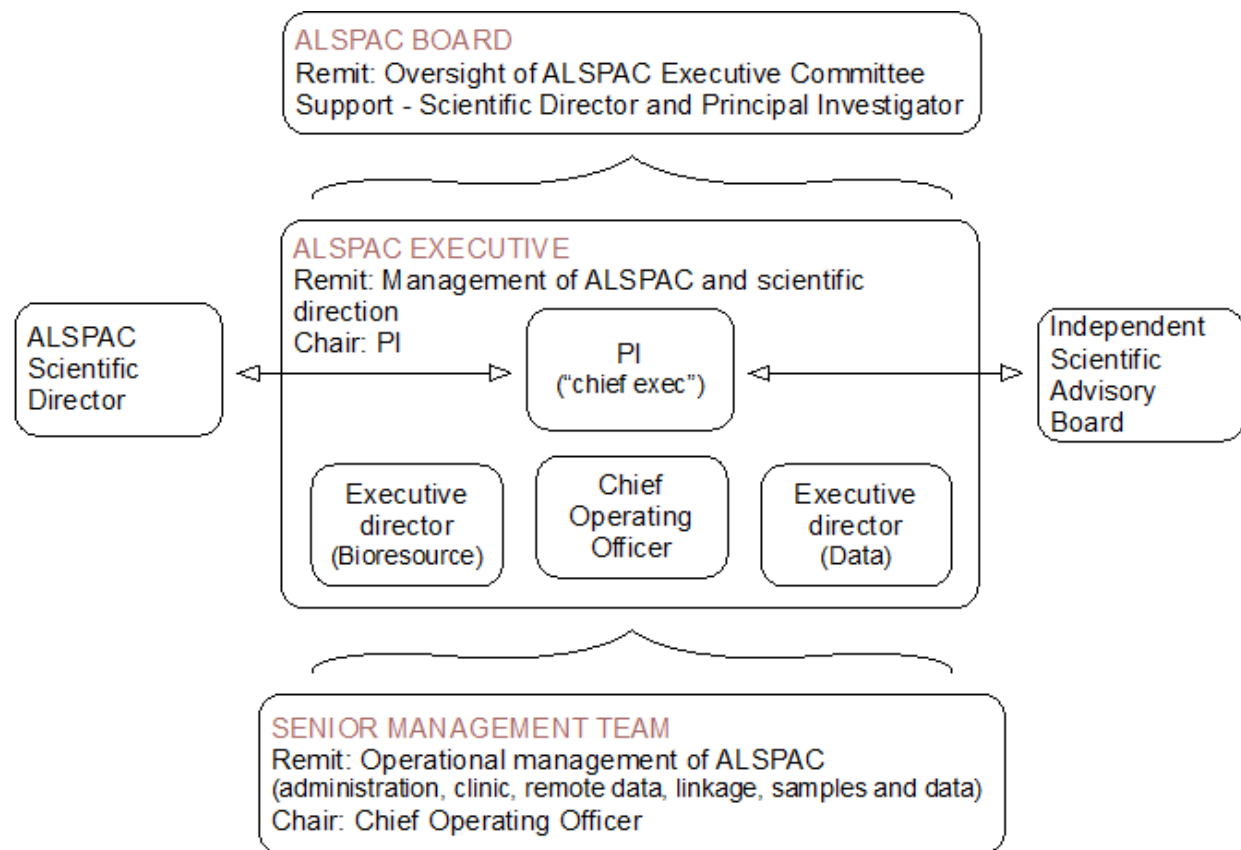 ALSPAC BOARD
Remit: Oversight of ALSPAC Executive Committee
Support - Scientific Director and Principal Investigator
ALSPAC EXECUTIVE
Remit: Management of ALSPAC and scientific
direction
Chair: PI
ALSPAC
Scientific
Director
PI
(“chief exec”)
Independent
Scientific
Advisory
Board
Executive
director
(Bioresource)
Chief
Operating
Officer
Executive
director
(Data)
SENIOR MANAGEMENT TEAM
Remit: Operational management of ALSPAC
(administration, clinic, remote data, linkage, samples and data)
Chair: Chief Operating Officer